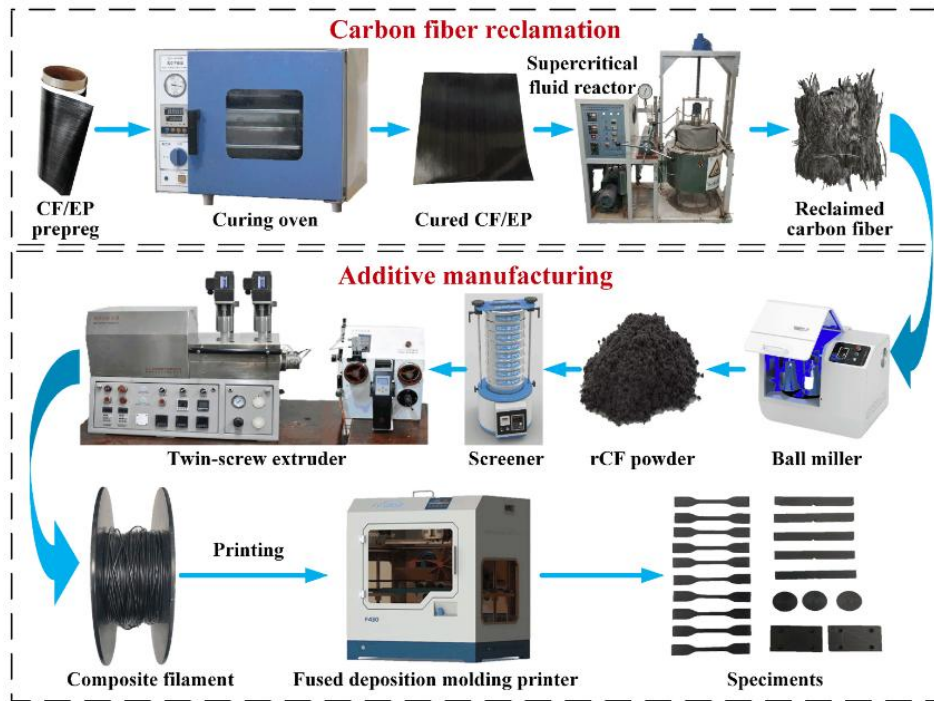 Carbon fiber reclamation
Supercritical
fluid reactor
CF/EP
prepreg
Curing oven
Cured CF/EP
Reclaimed
carbon fiber
Additive manufacturing
Twin-screw extruder
Screener
rCF powder
Ball miller
Printing
F430
Composite filament
Fused deposition molding printer
Speciments